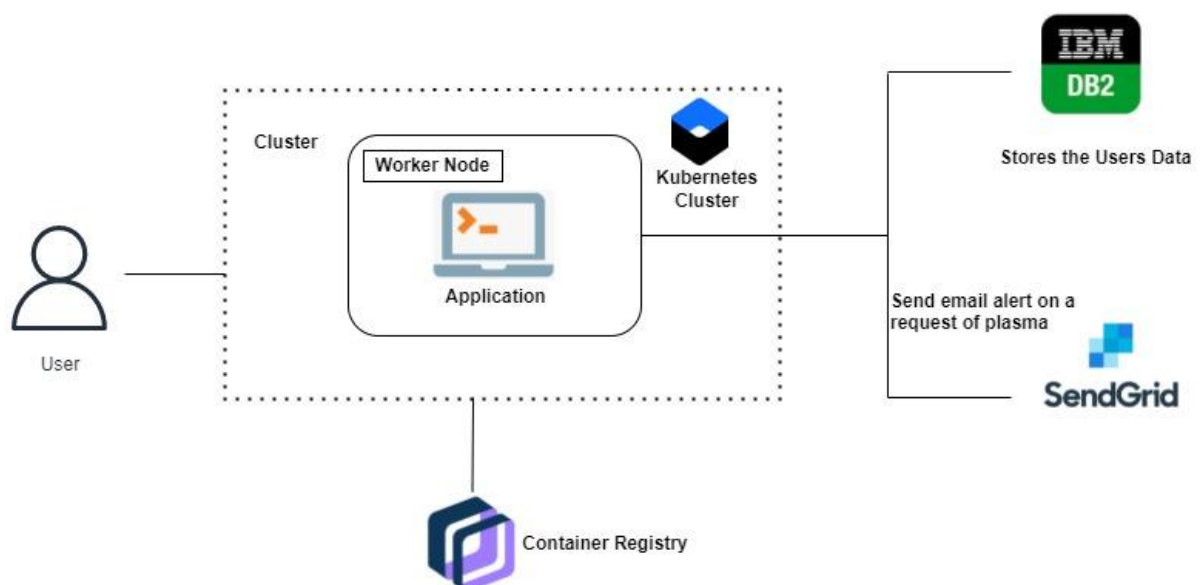 IBM
DB2
Stores the Users Data
Cluster
Worker Node
Kubernetes
Cluster
Application
User
Send email alert on a
request of plasma
SendGrid
Container Registry